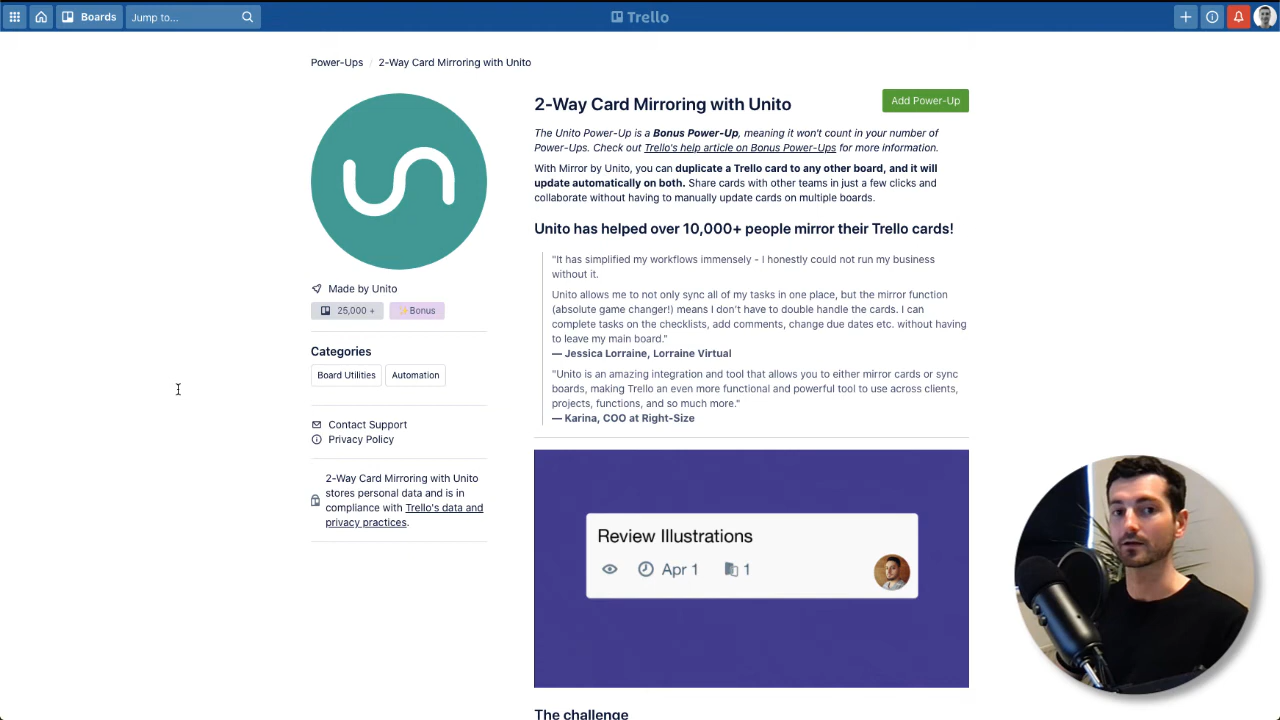 Boards
Jump to...
Trello
Power-Ups / 2-Way Card Mirroring with Unito
2-Way Card Mirroring with Unito
Add Power-Up
The Unito Power-Up is a Bonus Power-Up, meaning it won't count in your number of
Power-Ups. Check out Trello's help article on Bonus Power-Ups for more information.
With Mirror by Unito, you can duplicate a Trello card to any other board, and it will
update automatically on both. Share cards with other teams in just a few clicks and
collaborate without having to manually update cards on multiple boards.
Unito has helped over 10,000+ people mirror their Trello cards!
"It has simplified my workflows immensely - I honestly could not run my business
without it.
Unito allows me to not only sync all of my tasks in one place, but the mirror function
(absolute game changer!) means I don't have to double handle the cards. I can
complete tasks on the checklists, add comments, change due dates etc. without having
to leave my main board."
— Jessica Lorraine, Lorraine Virtual
"Unito is an amazing integration and tool that allows you to either mirror cards or sync
boards, making Trello an even more functional and powerful tool to use across clients,
projects, functions, and so much more."
— Karina, COO at Right-Size
Made by Unito
25,000 +
✨Bonus
Categories
Board Utilities
Automation
Contact Support
Privacy Policy
2-Way Card Mirroring with Unito
stores personal data and is in
compliance with Trello's data and
privacy practices.
Review Illustrations
Apr 1
1
The challenge